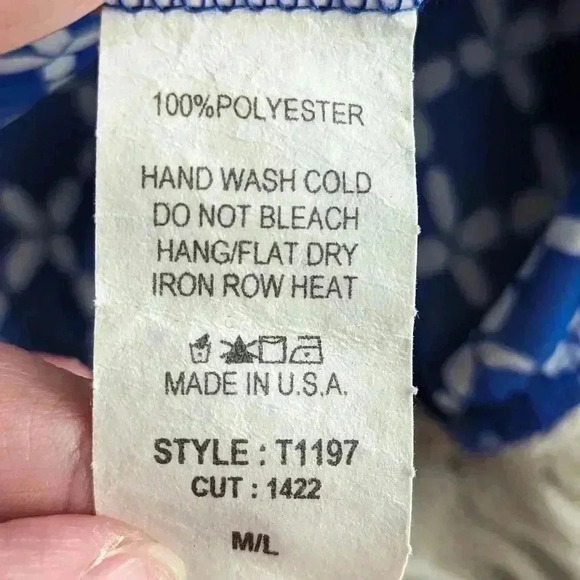 100%POLYESTER
HAND WASH COLD
DO NOT BLEACH
HANG/FLAT DRY
IRON ROW HEAT
MADE IN U.S.A.
STYLE : T1197
CUT : 1422
M/L